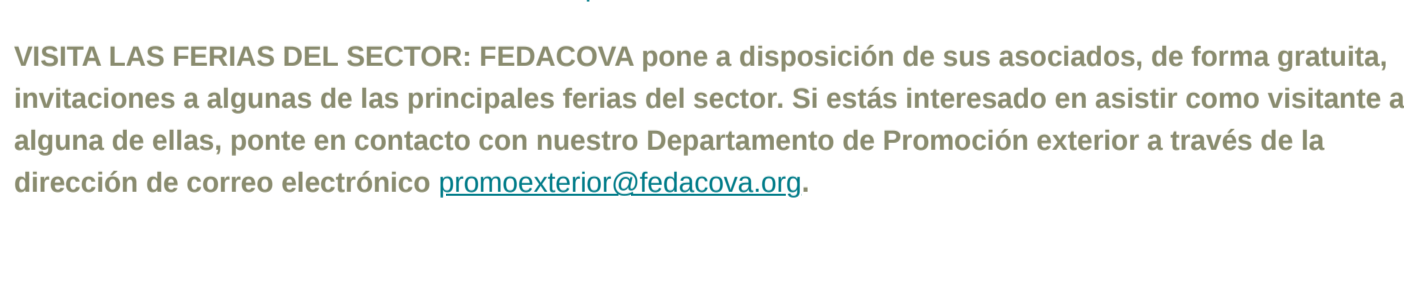 VISITA LAS FERIAS DEL SECTOR: FEDACOVA pone a disposición de sus asociados, de forma gratuita,
invitaciones a algunas de las principales ferias del sector. Si estás interesado en asistir como visitante a
alguna de ellas, ponte en contacto con nuestro Departamento de Promoción exterior a través de la
dirección de correo electrónico promoexterior@fedacova.org.